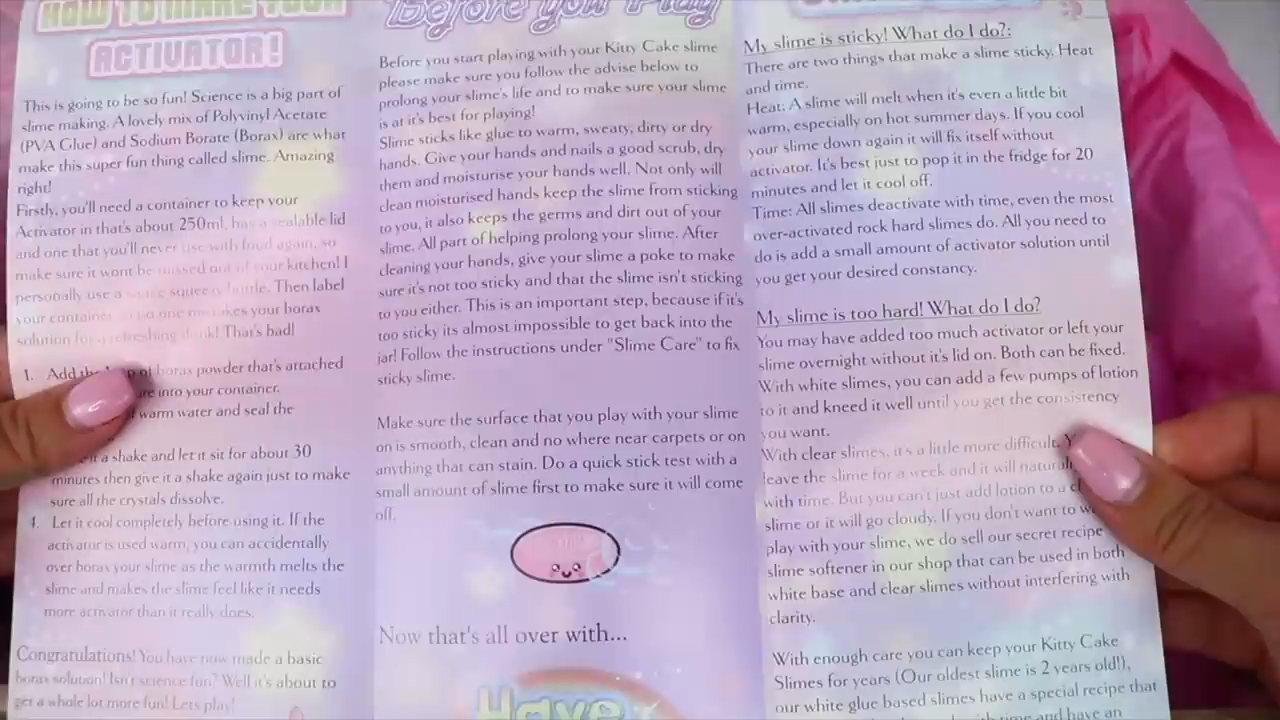 HOW TO MAKE YOUR
ACTIVATOR!
This is going to be so fun! Science is a big part of
slime making. A lovely mix of Polyvinyl Acetate
(PVA Glue) and Sodium Borate (Borax) are what
make this super fun thing called slime. Amazing
right!
Firstly, you'll need a container to keep your
Activator in that's about 250ml, has a sealable lid
and one that you'll never use with food again, so
make sure it wont be missed out of your kitchen! I
personally use a sauce squeezy bottle. Then label
your container so no one mistakes your borax
solution for a refreshing drink! That's bad!
1. Add the of borax powder that's attached
into your container.
warm water and seal the
a shake and let it sit for about 30
minutes then give it a shake again just to make
sure all the crystals dissolve.
4. Let it cool completely before using it. If the
activator is used warm, you can accidentally
over borax your slime as the warmth melts the
slime and makes the slime feel like it needs
more activator than it really does.
Congratulations! You have now made a basic
borax solution! Isn't science fun? Well it's about to
get a whole lot more fun! Lets play!
Before you Play
Before you start playing with your Kitty Cake slime
please make sure you follow the advise below to
prolong your slime's life and to make sure your slime
is at it's best for playing!
Slime sticks like glue to warm, sweaty, dirty or dry
hands. Give your hands and nails a good scrub, dry
them and moisturise your hands well. Not only will
clean moisturised hands keep the slime from sticking
to you, it also keeps the germs and dirt out of your
slime. All part of helping prolong your slime. After
cleaning your hands, give your slime a poke to make
sure it's not too sticky and that the slime isn't sticking
to you either. This is an important step, because if it's
too sticky its almost impossible to get back into the
jar! Follow the instructions under "Slime Care" to fix
sticky slime.
Make sure the surface that you play with your slime
on is smooth, clean and no where near carpets or on
anything that can stain. Do a quick stick test with a
small amount of slime first to make sure it will come
off.
Now that's all over with...
Have
My slime is sticky! What do I do?:
There are two things that make a slime sticky. Heat
and time.
Heat: A slime will melt when it's even a little bit
warm, especially on hot summer days. If you cool
your slime down again it will fix itself without
activator. It's best just to pop it in the fridge for 20
minutes and let it cool off.
Time: All slimes deactivate with time, even the most
over-activated rock hard slimes do. All you need to
do is add a small amount of activator solution until
you get your desired constancy.
My slime is too hard! What do I do?
You may have added too much activator or left your
slime overnight without it's lid on. Both can be fixed.
With white slimes, you can add a few pumps of lotion
to it and kneed it well until you get the consistency
you want.
With clear slimes, it's a little more difficult.
leave the slime for a week and it will
with time. But you can't just add lotion to a
slime or it will go cloudy. If you don't want to
play with your slime, we do sell our secret recipe
slime softener in our shop that can be used in both
white base and clear slimes without interfering with
clarity.
With enough care you can keep your Kitty Cake
Slimes for years (Our oldest slime is 2 years old!),
our white glue based slimes have a special recipe that
time and have an